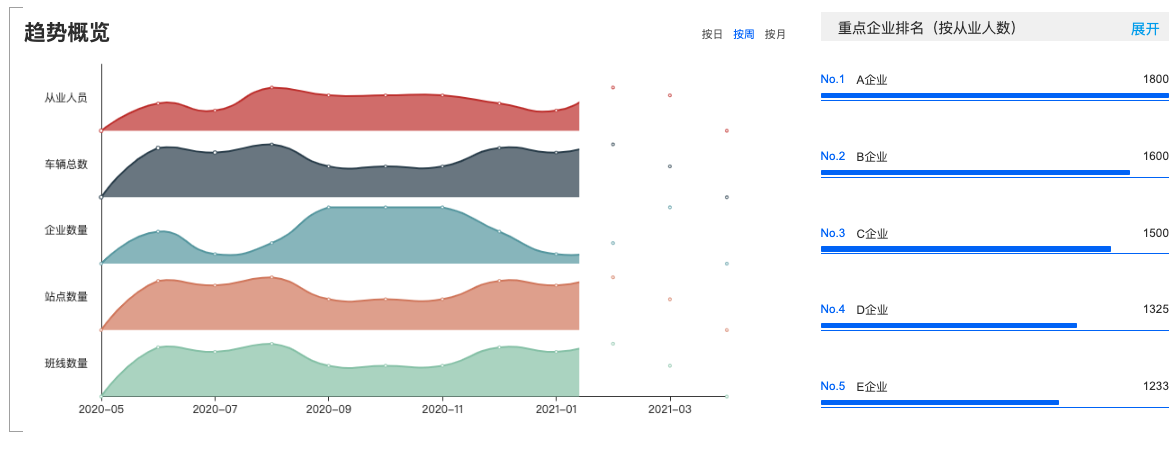 趋势概览
按日 按周 按月
从业人员
车辆总数
企业数量
站点数量
班线数量
2020-05 2020-07 2020-09 2020-11 2021-01 2021-03
重点企业排名（按从业人数） 展开
No.1 A企业 1800
No.2 B企业 1600
No.3 C企业 1500
No.4 D企业 1325
No.5 E企业 1233